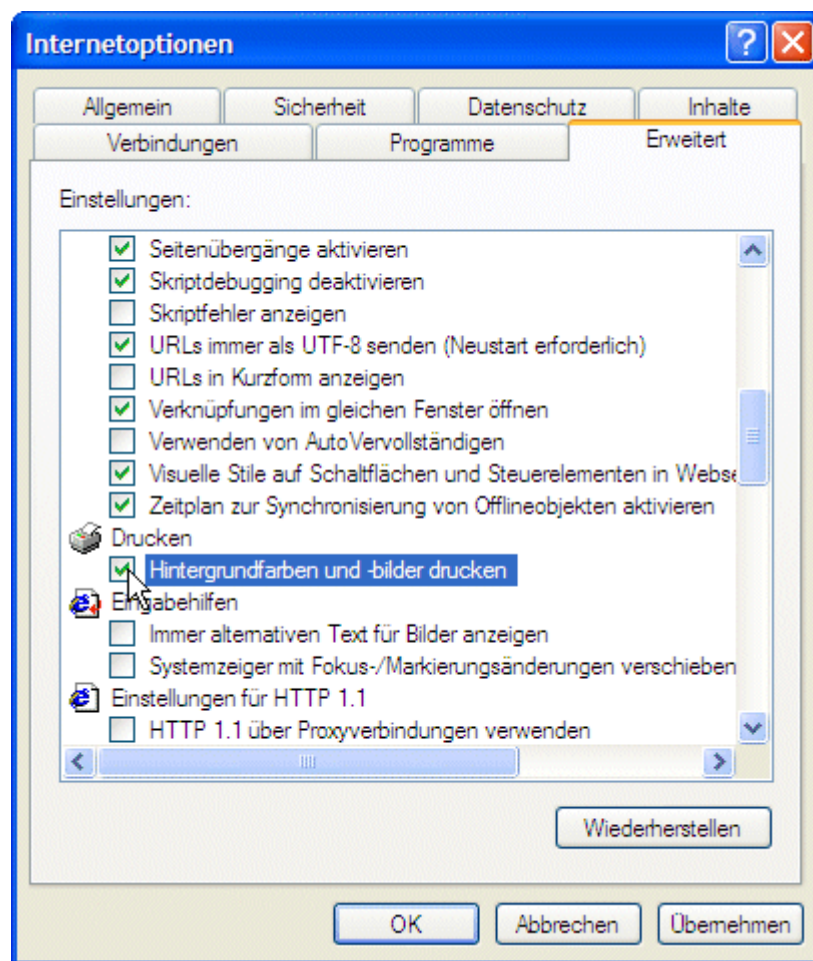 Internetoptionen
Allgemein Sicherheit Datenschutz Inhalte
Verbindungen Programme Erweitert
Einstellungen:
Seitenübergänge aktivieren
Skriptdebugging deaktivieren
Skriptfehler anzeigen
URLs immer als UTF-8 senden (Neustart erforderlich)
URLs in Kurzform anzeigen
Verknüpfungen im gleichen Fenster öffnen
Verwenden von AutoVervollständigen
Visuelle Stile auf Schaltflächen und Steuerelementen in Webse
Zeitplan zur Synchronisierung von Offlineobjekten aktivieren
Drucken
Hintergrundfarben und -bilder drucken
Eingabehilfen
Immer alternativen Text für Bilder anzeigen
Systemzeiger mit Fokus-/Markierungsänderungen verschieben
Einstellungen für HTTP 1.1
HTTP 1.1 über Proxyverbindungen verwenden
Wiederherstellen
OK Abbrechen Übernehmen